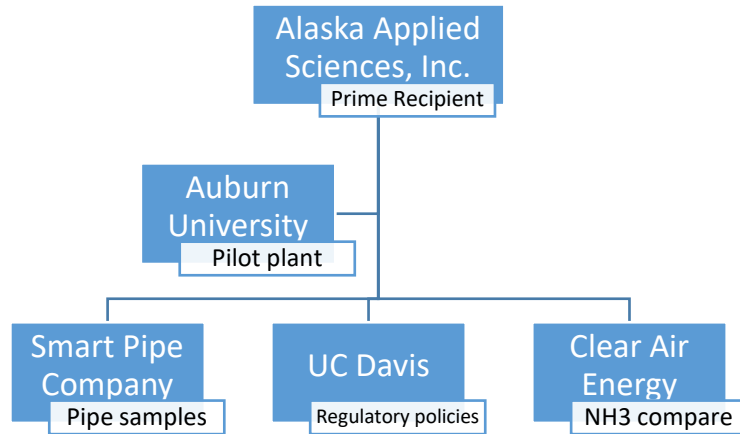 Alaska Applied
Sciences, Inc.
Prime Recipient
Auburn
University
Pilot plant
Smart Pipe
Company
Pipe samples
UC Davis
Regulatory policies
Clear Air
Energy
NH3 compare